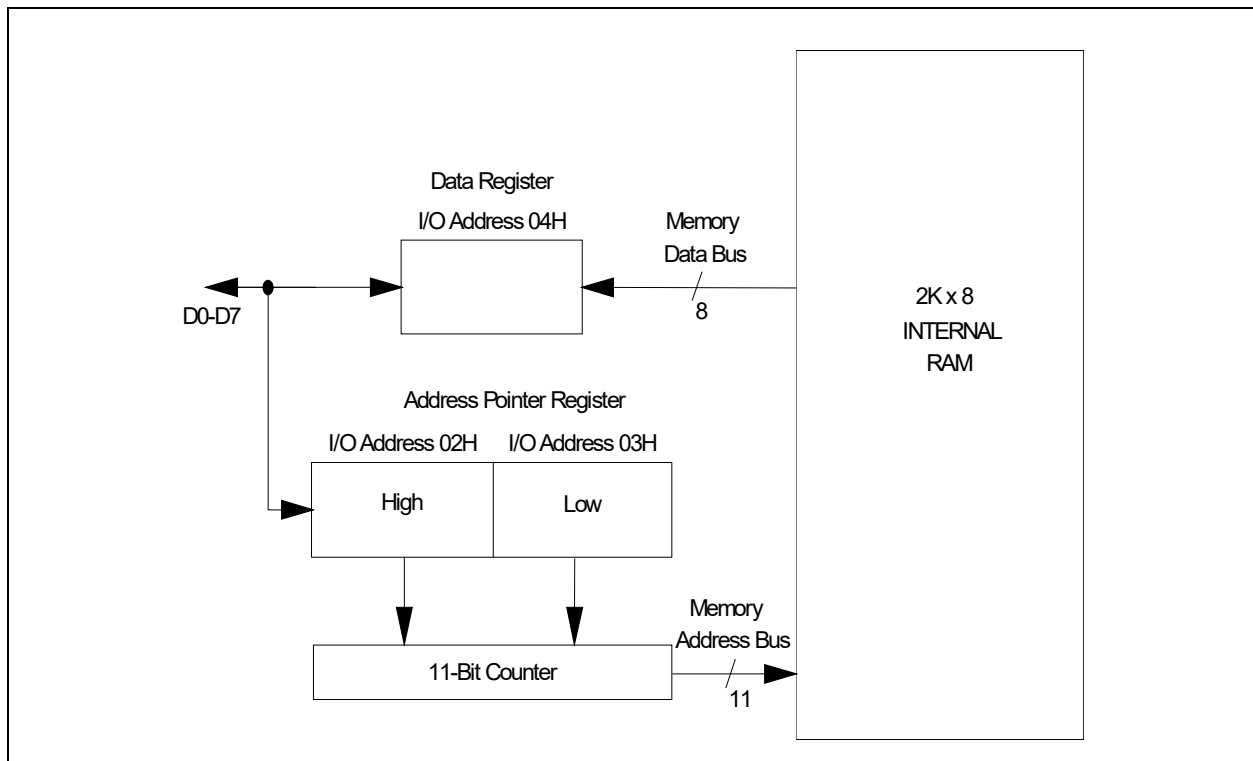 Data Register
I/O Address 04H
Memory
Data Bus
8
D0-D7
2K x 8
INTERNAL
RAM
Address Pointer Register
I/O Address 02H
I/O Address 03H
High
Low
Memory
Address Bus
11-Bit Counter
11